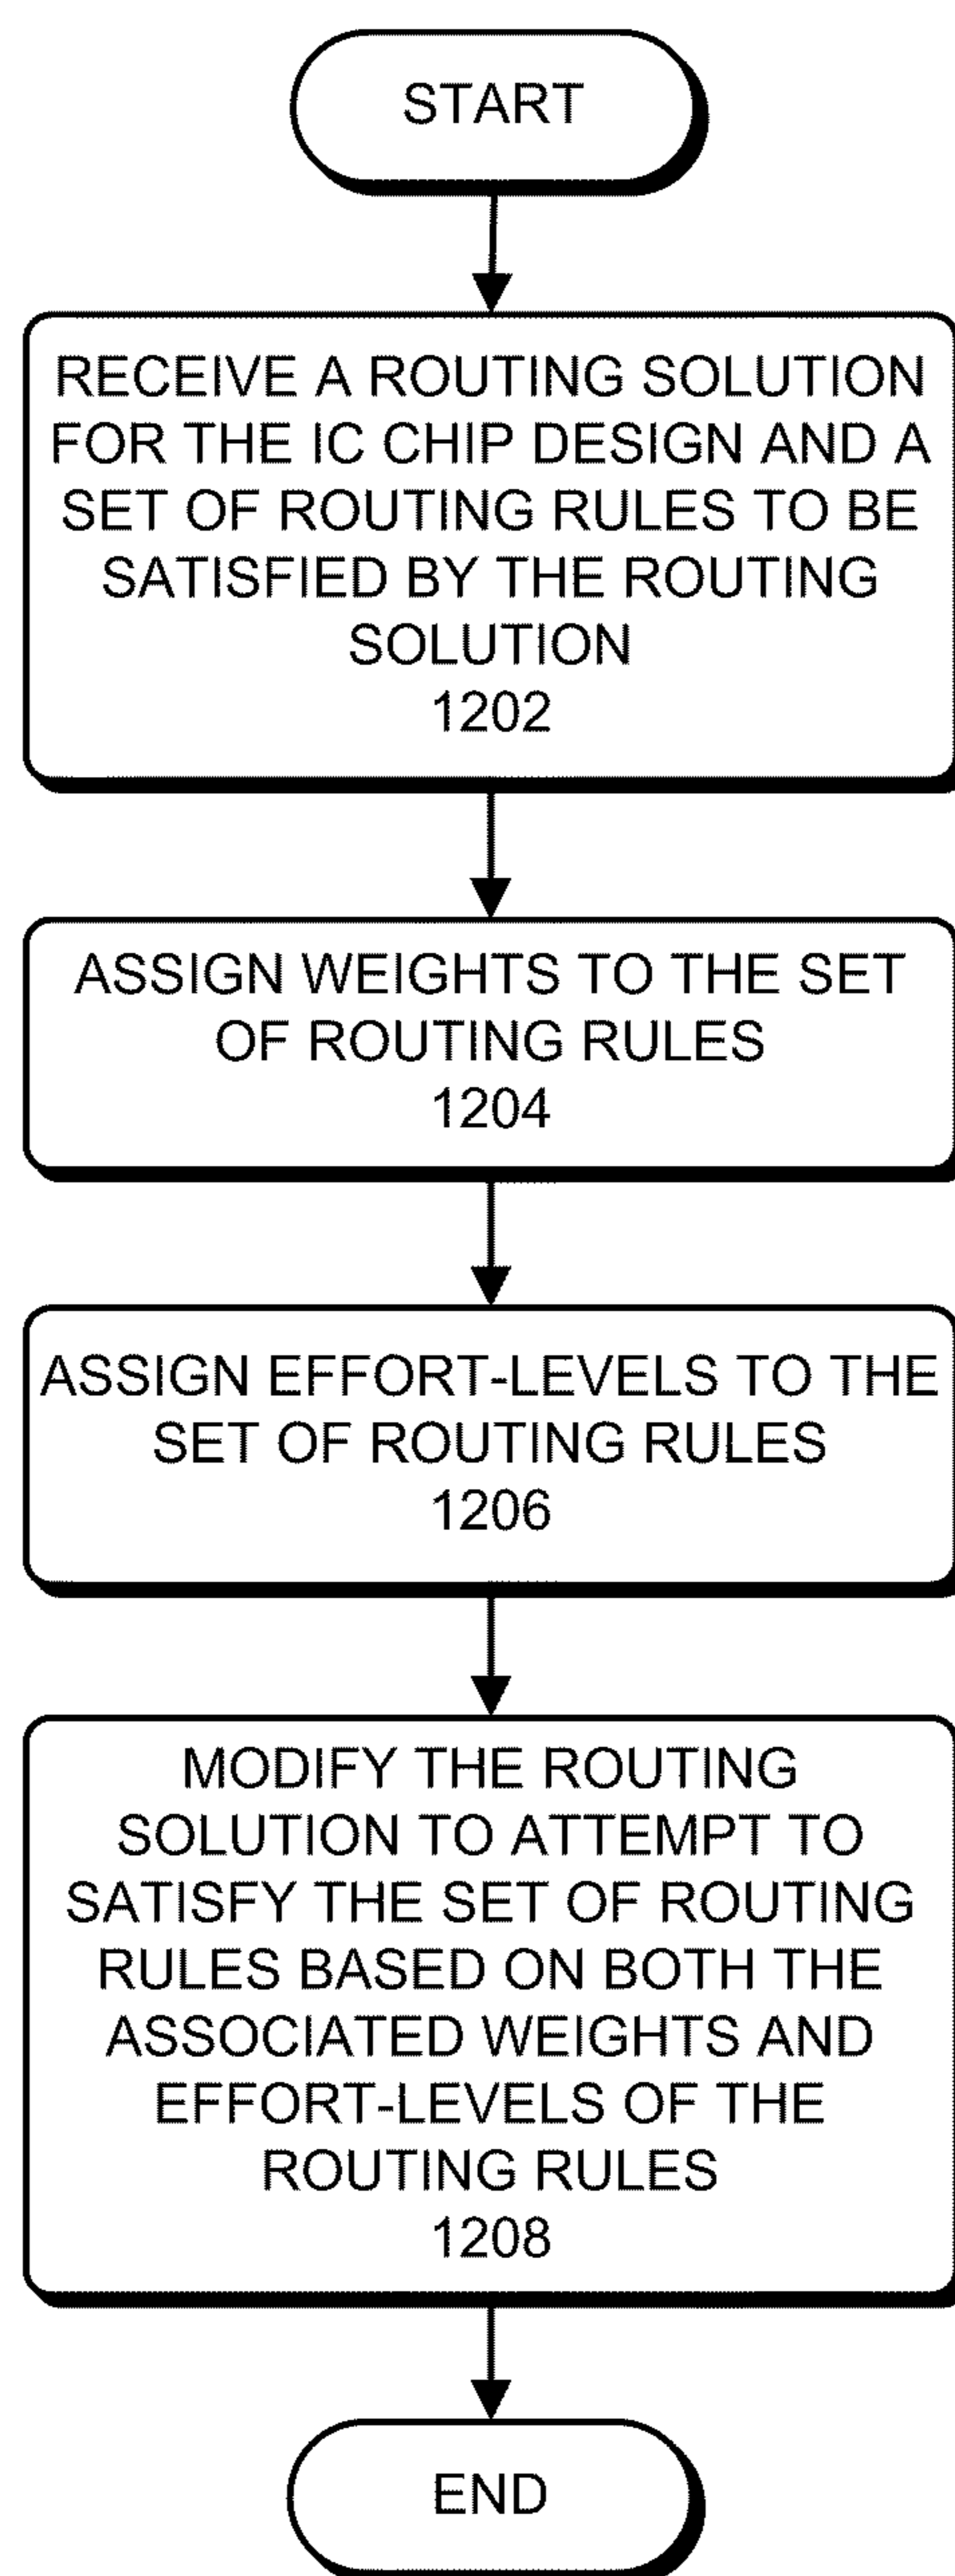 START
RECEIVE A ROUTING SOLUTION
FOR THE IC CHIP DESIGN AND A
SET OF ROUTING RULES TO BE
SATISFIED BY THE ROUTING
SOLUTION
1202
ASSIGN WEIGHTS TO THE SET
OF ROUTING RULES
1204
ASSIGN EFFORT-LEVELS TO THE
SET OF ROUTING RULES
1206
MODIFY THE ROUTING
SOLUTION TO ATTEMPT TO
SATISFY THE SET OF ROUTING
RULES BASED ON BOTH THE
ASSOCIATED WEIGHTS AND
EFFORT-LEVELS OF THE
ROUTING RULES
1208
END